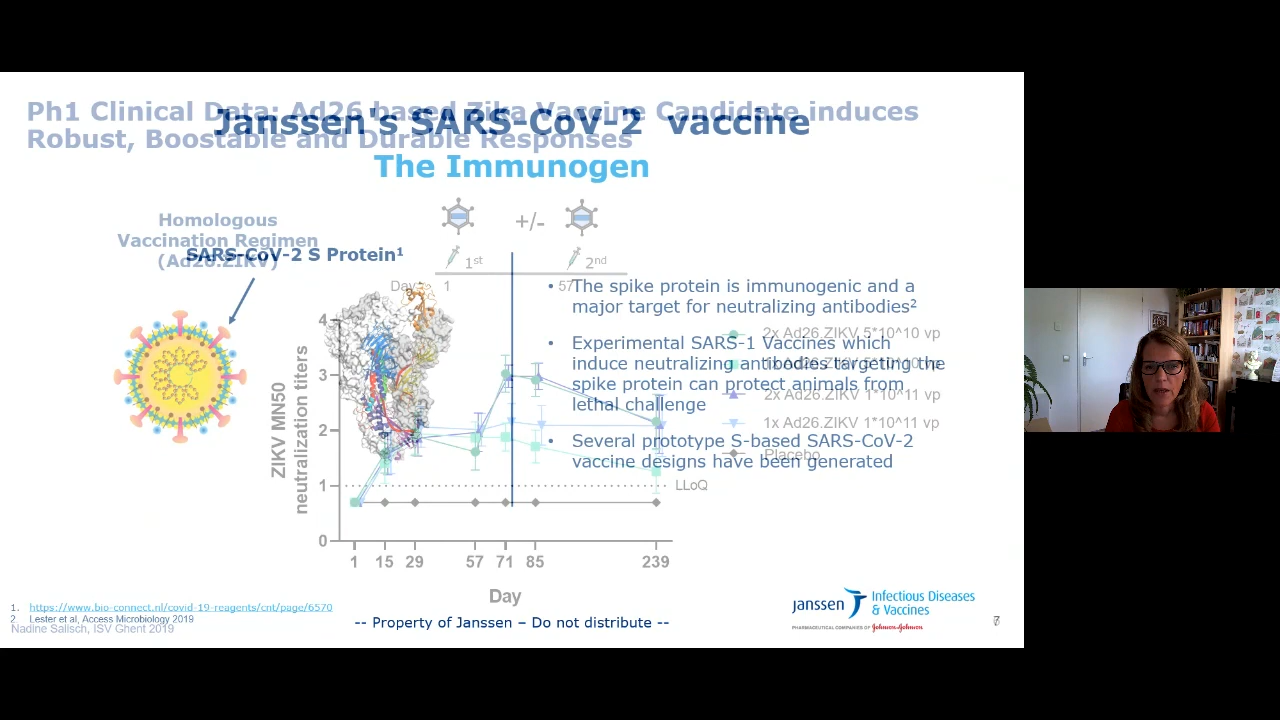 Ph1 Clinical Data: Ad26 based Zika Vaccine Candidate induces
Robust, Boostable and Durable Responses
Janssen's SARS-CoV-2 vaccine
The Immunogen
Homologous
Vaccination Regimen
(Ad26.ZIKV)
SARS-CoV-2 S Protein1
+/-
1st
2nd
Day: 1 57
• The spike protein is immunogenic and a
major target for neutralizing antibodies2
• Experimental SARS-1 Vaccines which
induce neutralizing antibodies targeting the
spike protein can protect animals from
lethal challenge
• Several prototype S-based SARS-CoV-2
vaccine designs have been generated
2x Ad26.ZIKV 5*10^10 vp
2x Ad26.ZIKV 1*10^11 vp
1x Ad26.ZIKV 1*10^11 vp
Placebo
ZIKV MN50
neutralization titers
4
3
2
1
0
LLoQ
1 15 29 57 71 85 239
Day
1. https://www.bio-connect.nl/covid-19-reagents/cnt/page/6570
2. Lester et al, Access Microbiology 2019
Nadine Salisch, ISV Ghent 2019
-- Property of Janssen – Do not distribute --
janssen Infectious Diseases
& Vaccines
PHARMACEUTICAL COMPANIES OF Johnson&Johnson